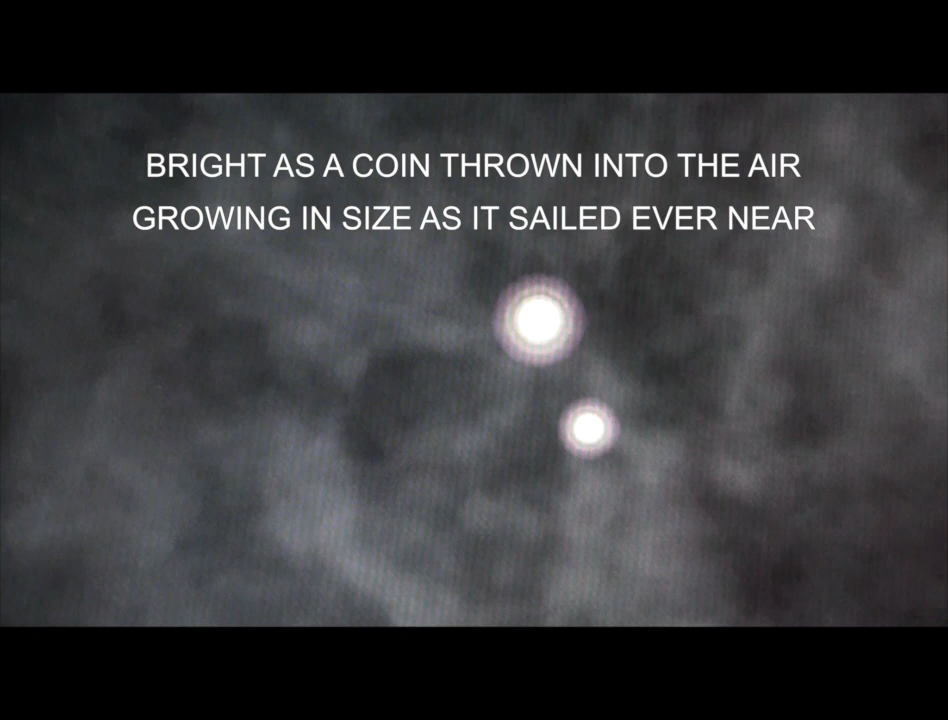 BRIGHT AS A COIN THROWN INTO THE AIR
GROWING IN SIZE AS IT SAILED EVER NEAR